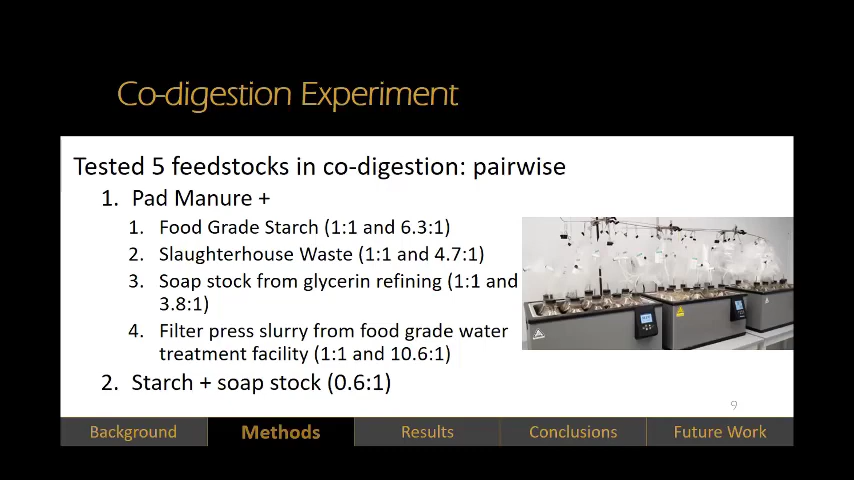 Co-digestion Experiment
Tested 5 feedstocks in co-digestion: pairwise
1. Pad Manure +
1. Food Grade Starch (1:1 and 6.3:1)
2. Slaughterhouse Waste (1:1 and 4.7:1)
3. Soap stock from glycerin refining (1:1 and
3.8:1)
4. Filter press slurry from food grade water
treatment facility (1:1 and 10.6:1)
2. Starch + soap stock (0.6:1)
9
Background Methods Results Conclusions Future Work